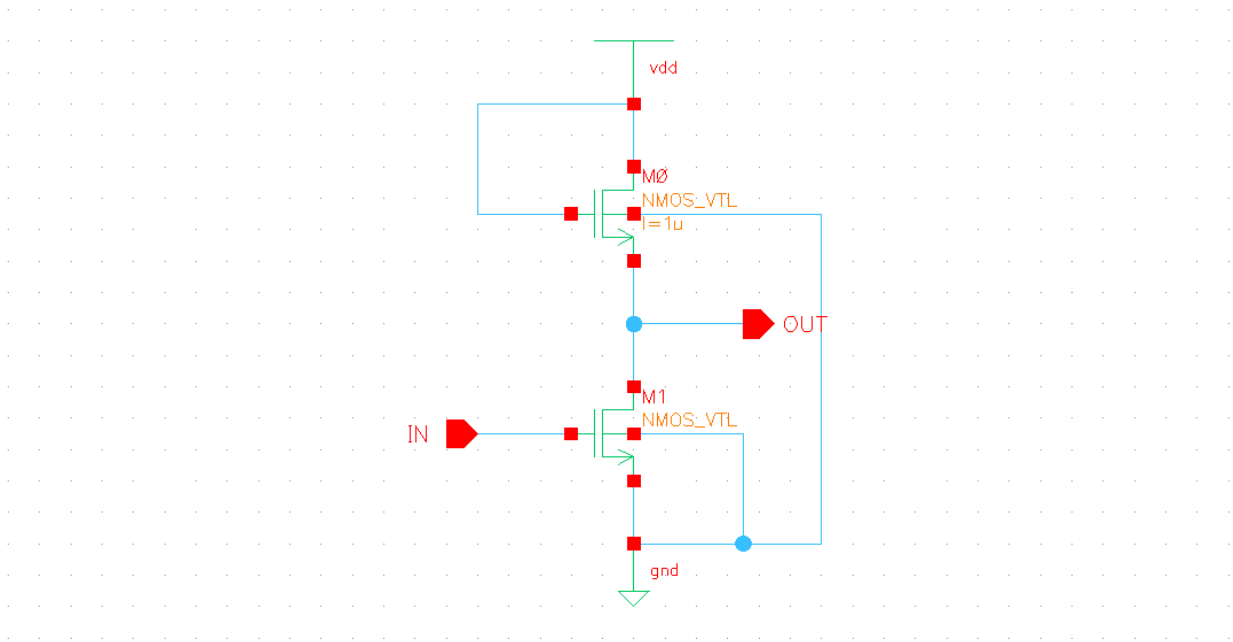 vdd
MØ
NMOS_VTL
l=1u
OUT
M1
NMOS_VTL
IN
gnd